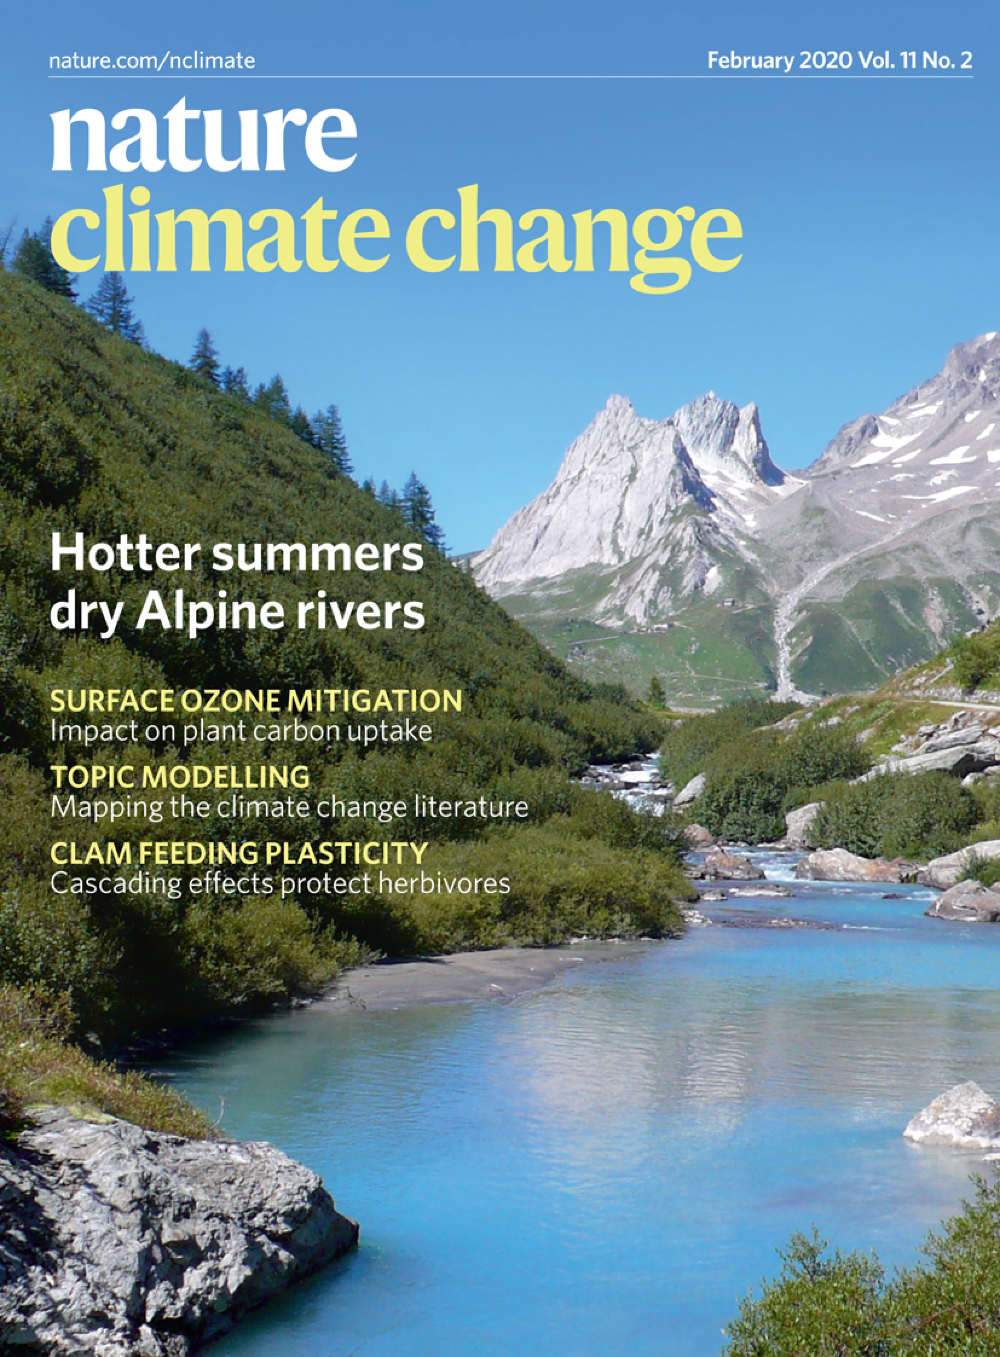 nature.com/nclimate
February 2020 Vol. 11 No. 2
nature
climate change
Hotter summers
dry Alpine rivers
SURFACE OZONE MITIGATION
Impact on plant carbon uptake
TOPIC MODELLING
Mapping the climate change literature
CLAM FEEDING PLASTICITY
Cascading effects protect herbivores